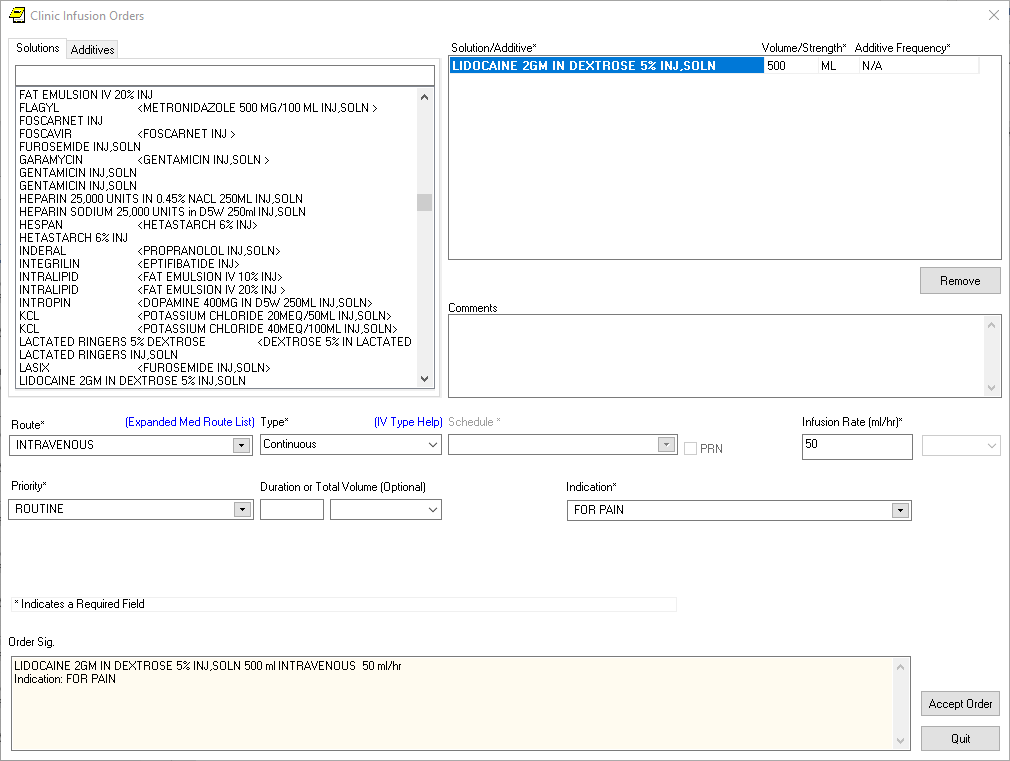 Clinic Infusion Orders
Solutions Additives
FAT EMULSION IV 20% INJ
FLAGYL <METRONIDAZOLE 500 MG/100 ML INJ,SOLN >
FOSCARNET INJ
FOSCAVIR <FOSCARNET INJ >
FUROSEMIDE INJ,SOLN
GARAMYCIN <GENTAMICIN INJ,SOLN >
GENTAMICIN INJ,SOLN
GENTAMICIN INJ,SOLN
HEPARIN 25,000 UNITS IN 0.45% NACL 250ML INJ,SOLN
HEPARIN SODIUM 25,000 UNITS in D5W 250ml INJ,SOLN
HESPAN <HETASTARCH 6% INJ>
HETASTARCH 6% INJ
INDERAL <PROPRANOLOL INJ,SOLN>
INTEGRILIN <EPTIFIBATIDE INJ>
INTRALIPID <FAT EMULSION IV 10% INJ>
INTRALIPID <FAT EMULSION IV 20% INJ >
INTROPIN <DOPAMINE 400MG IN D5W 250ML INJ,SOLN>
KCL <POTASSIUM CHLORIDE 20MEQ/50ML INJ,SOLN>
KCL <POTASSIUM CHLORIDE 40MEQ/100ML INJ,SOLN>
LACTATED RINGERS 5% DEXTROSE <DEXTROSE 5% IN LACTATED
LACTATED RINGERS INJ,SOLN
LASIX <FUROSEMIDE INJ,SOLN>
LIDOCAINE 2GM IN DEXTROSE 5% INJ,SOLN
Solution/Additive* Volume/Strength* Additive Frequency*
LIDOCAINE 2GM IN DEXTROSE 5% INJ,SOLN 500 ML N/A
Remove
Comments
Route* (Expanded Med Route List) Type* (IV Type Help) Schedule * Infusion Rate (ml/hr)*
INTRAVENOUS Continuous PRN 50
Priority* Duration or Total Volume (Optional) Indication*
ROUTINE FOR PAIN
* Indicates a Required Field
Order Sig.
LIDOCAINE 2GM IN DEXTROSE 5% INJ,SOLN 500 ml INTRAVENOUS 50 ml/hr
Indication: FOR PAIN
Accept Order
Quit